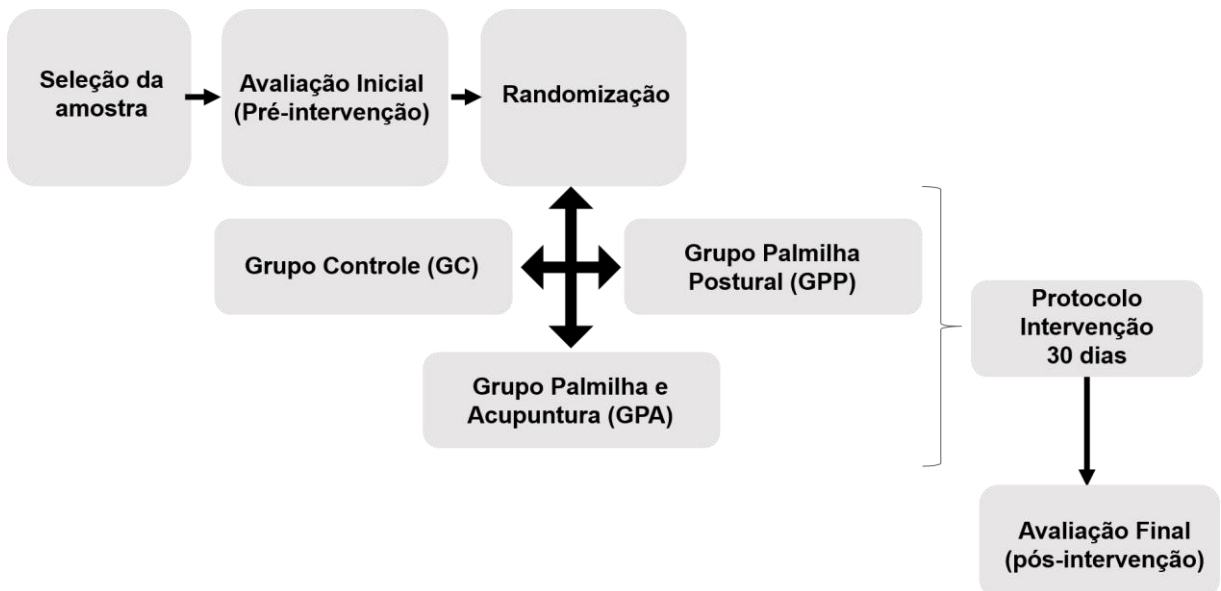 Seleção da
amostra
Avaliação Inicial
(Pré-intervenção)
Randomização
Grupo Controle (GC)
Grupo Palmilha
Postural (GPP)
Grupo Palmilha e
Acupuntura (GPA)
Protocolo
Intervenção
30 dias
Avaliação Final
(pós-intervenção)